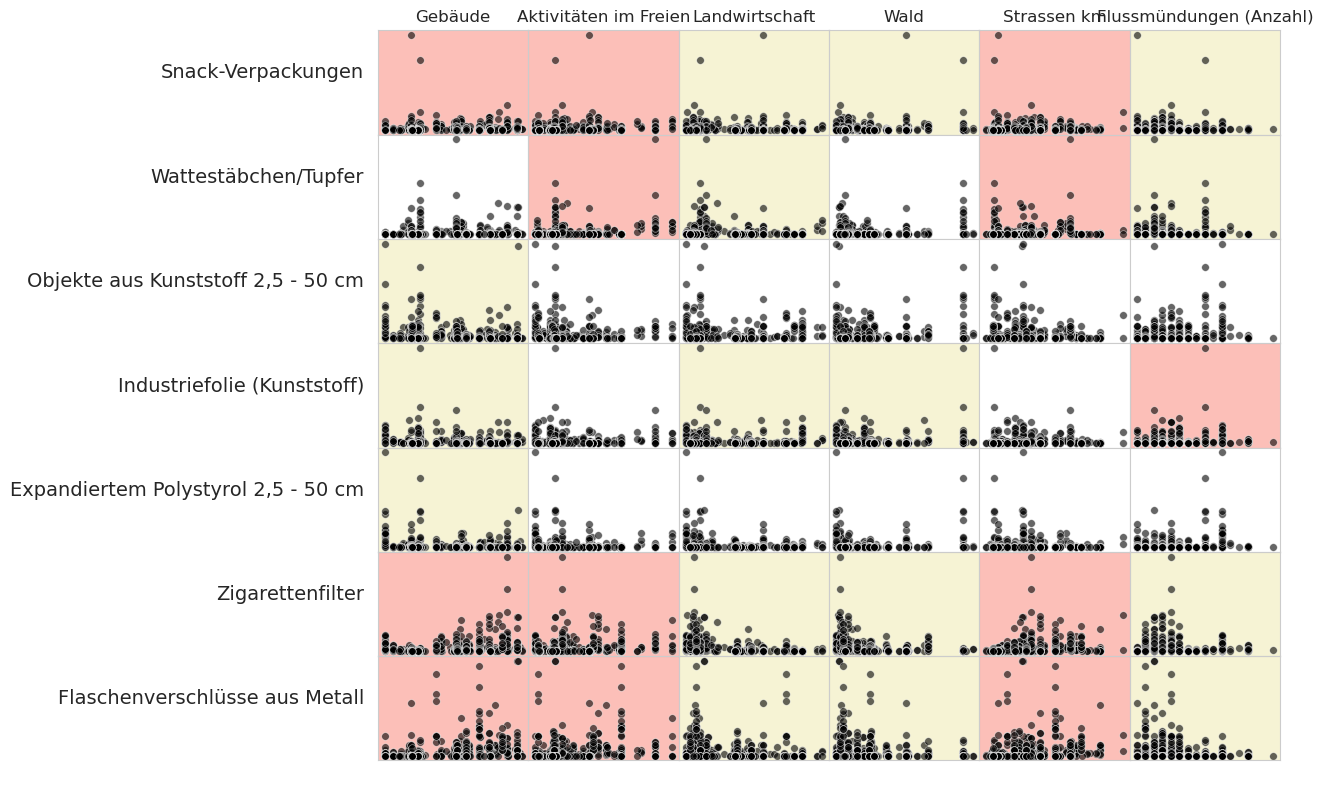 Gebäude Aktivitäten im Freien Landwirtschaft Wald Strassen km Flussmündungen (Anzahl)
Snack-Verpackungen
Wattestäbchen/Tupfer
Objekte aus Kunststoff 2,5 - 50 cm
Industriefolie (Kunststoff)
Expandiertem Polystyrol 2,5 - 50 cm
Zigarettenfilter
Flaschenverschlüsse aus Metall